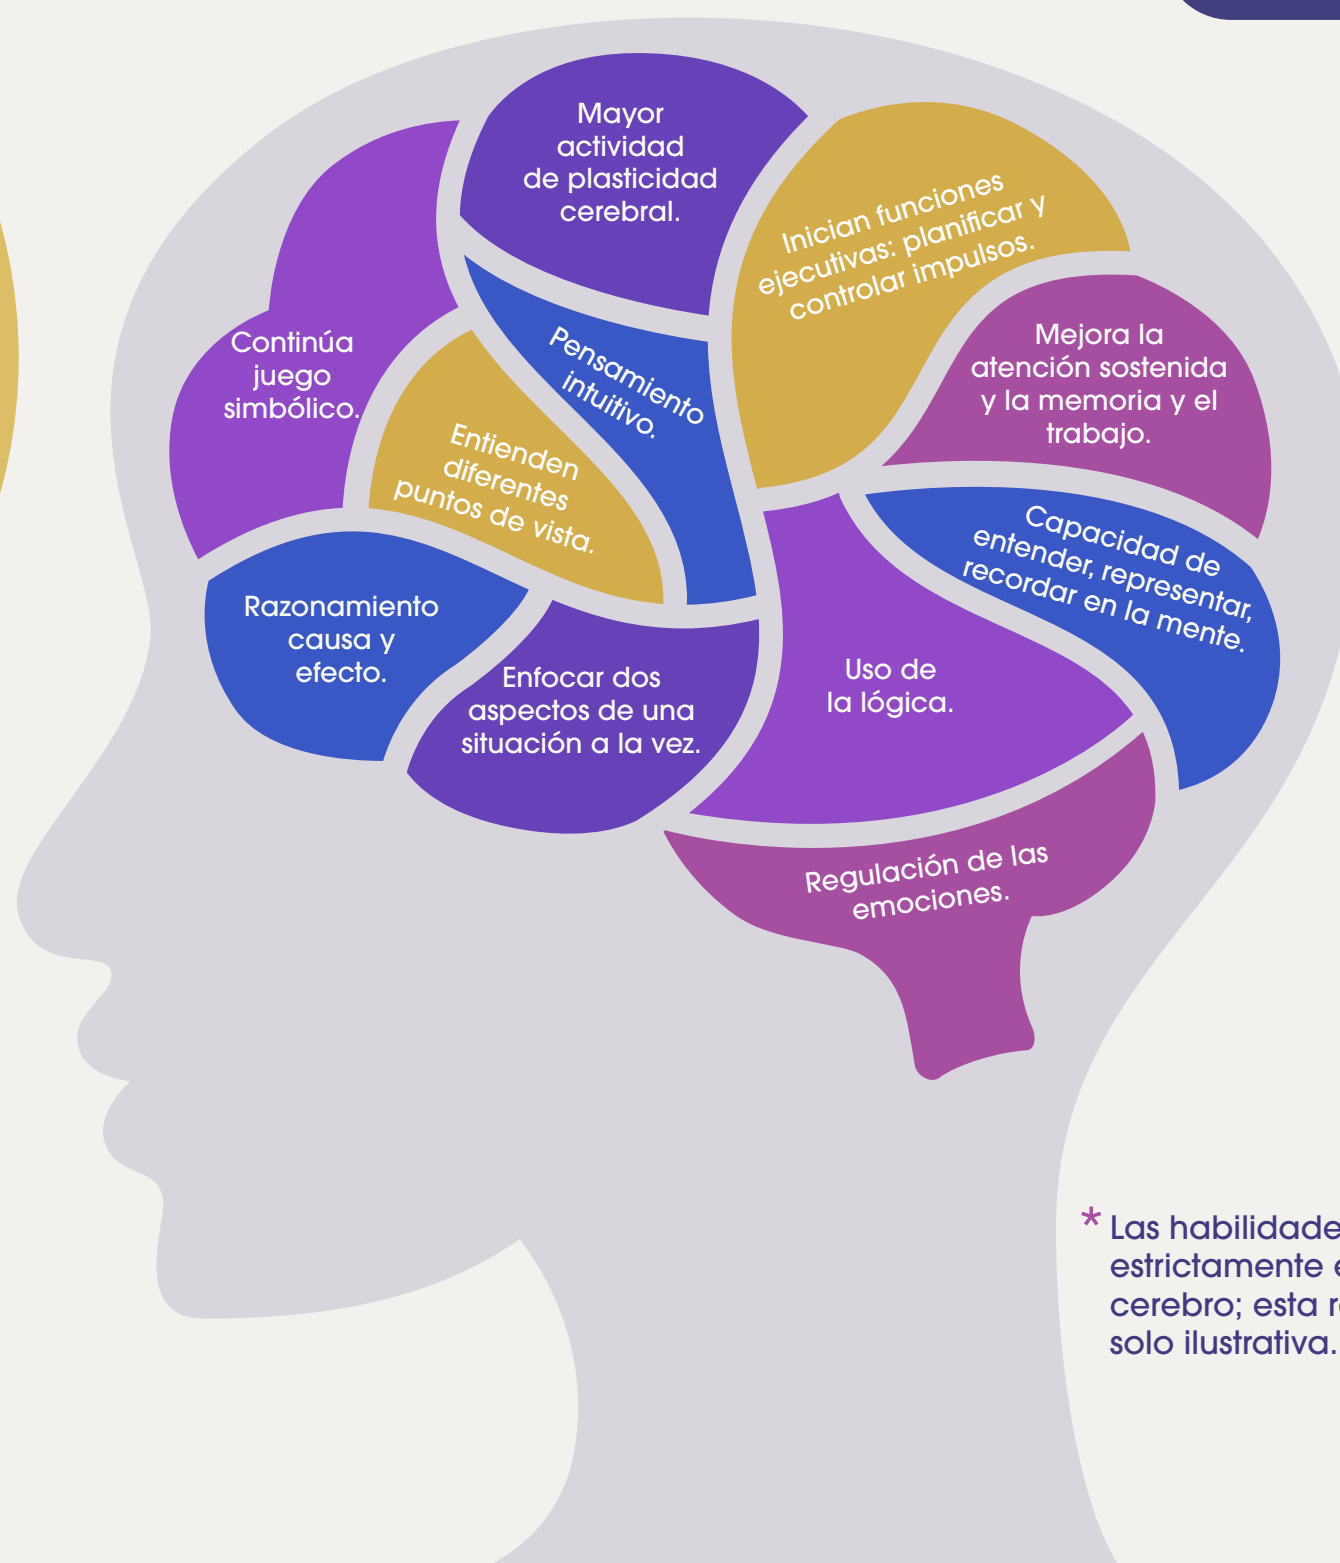 Mayor
actividad
de plasticidad
cerebral.
Inician funciones
ejecutivas: planificar y
controlar impulsos.
Continúa
juego
simbólico.
Pensamiento
intuitivo.
Mejora la
atención sostenida
y la memoria y el
trabajo.
Entienden
diferentes
puntos de vista.
Capacidad de
entender, representar,
recordar en la mente.
Razonamiento
causa y
efecto.
Enfocar dos
aspectos de una
situación a la vez.
Uso de
la lógica.
Regulación de las
emociones.
* Las habilidade
estrictamente
cerebro; esta
solo ilustrativa.